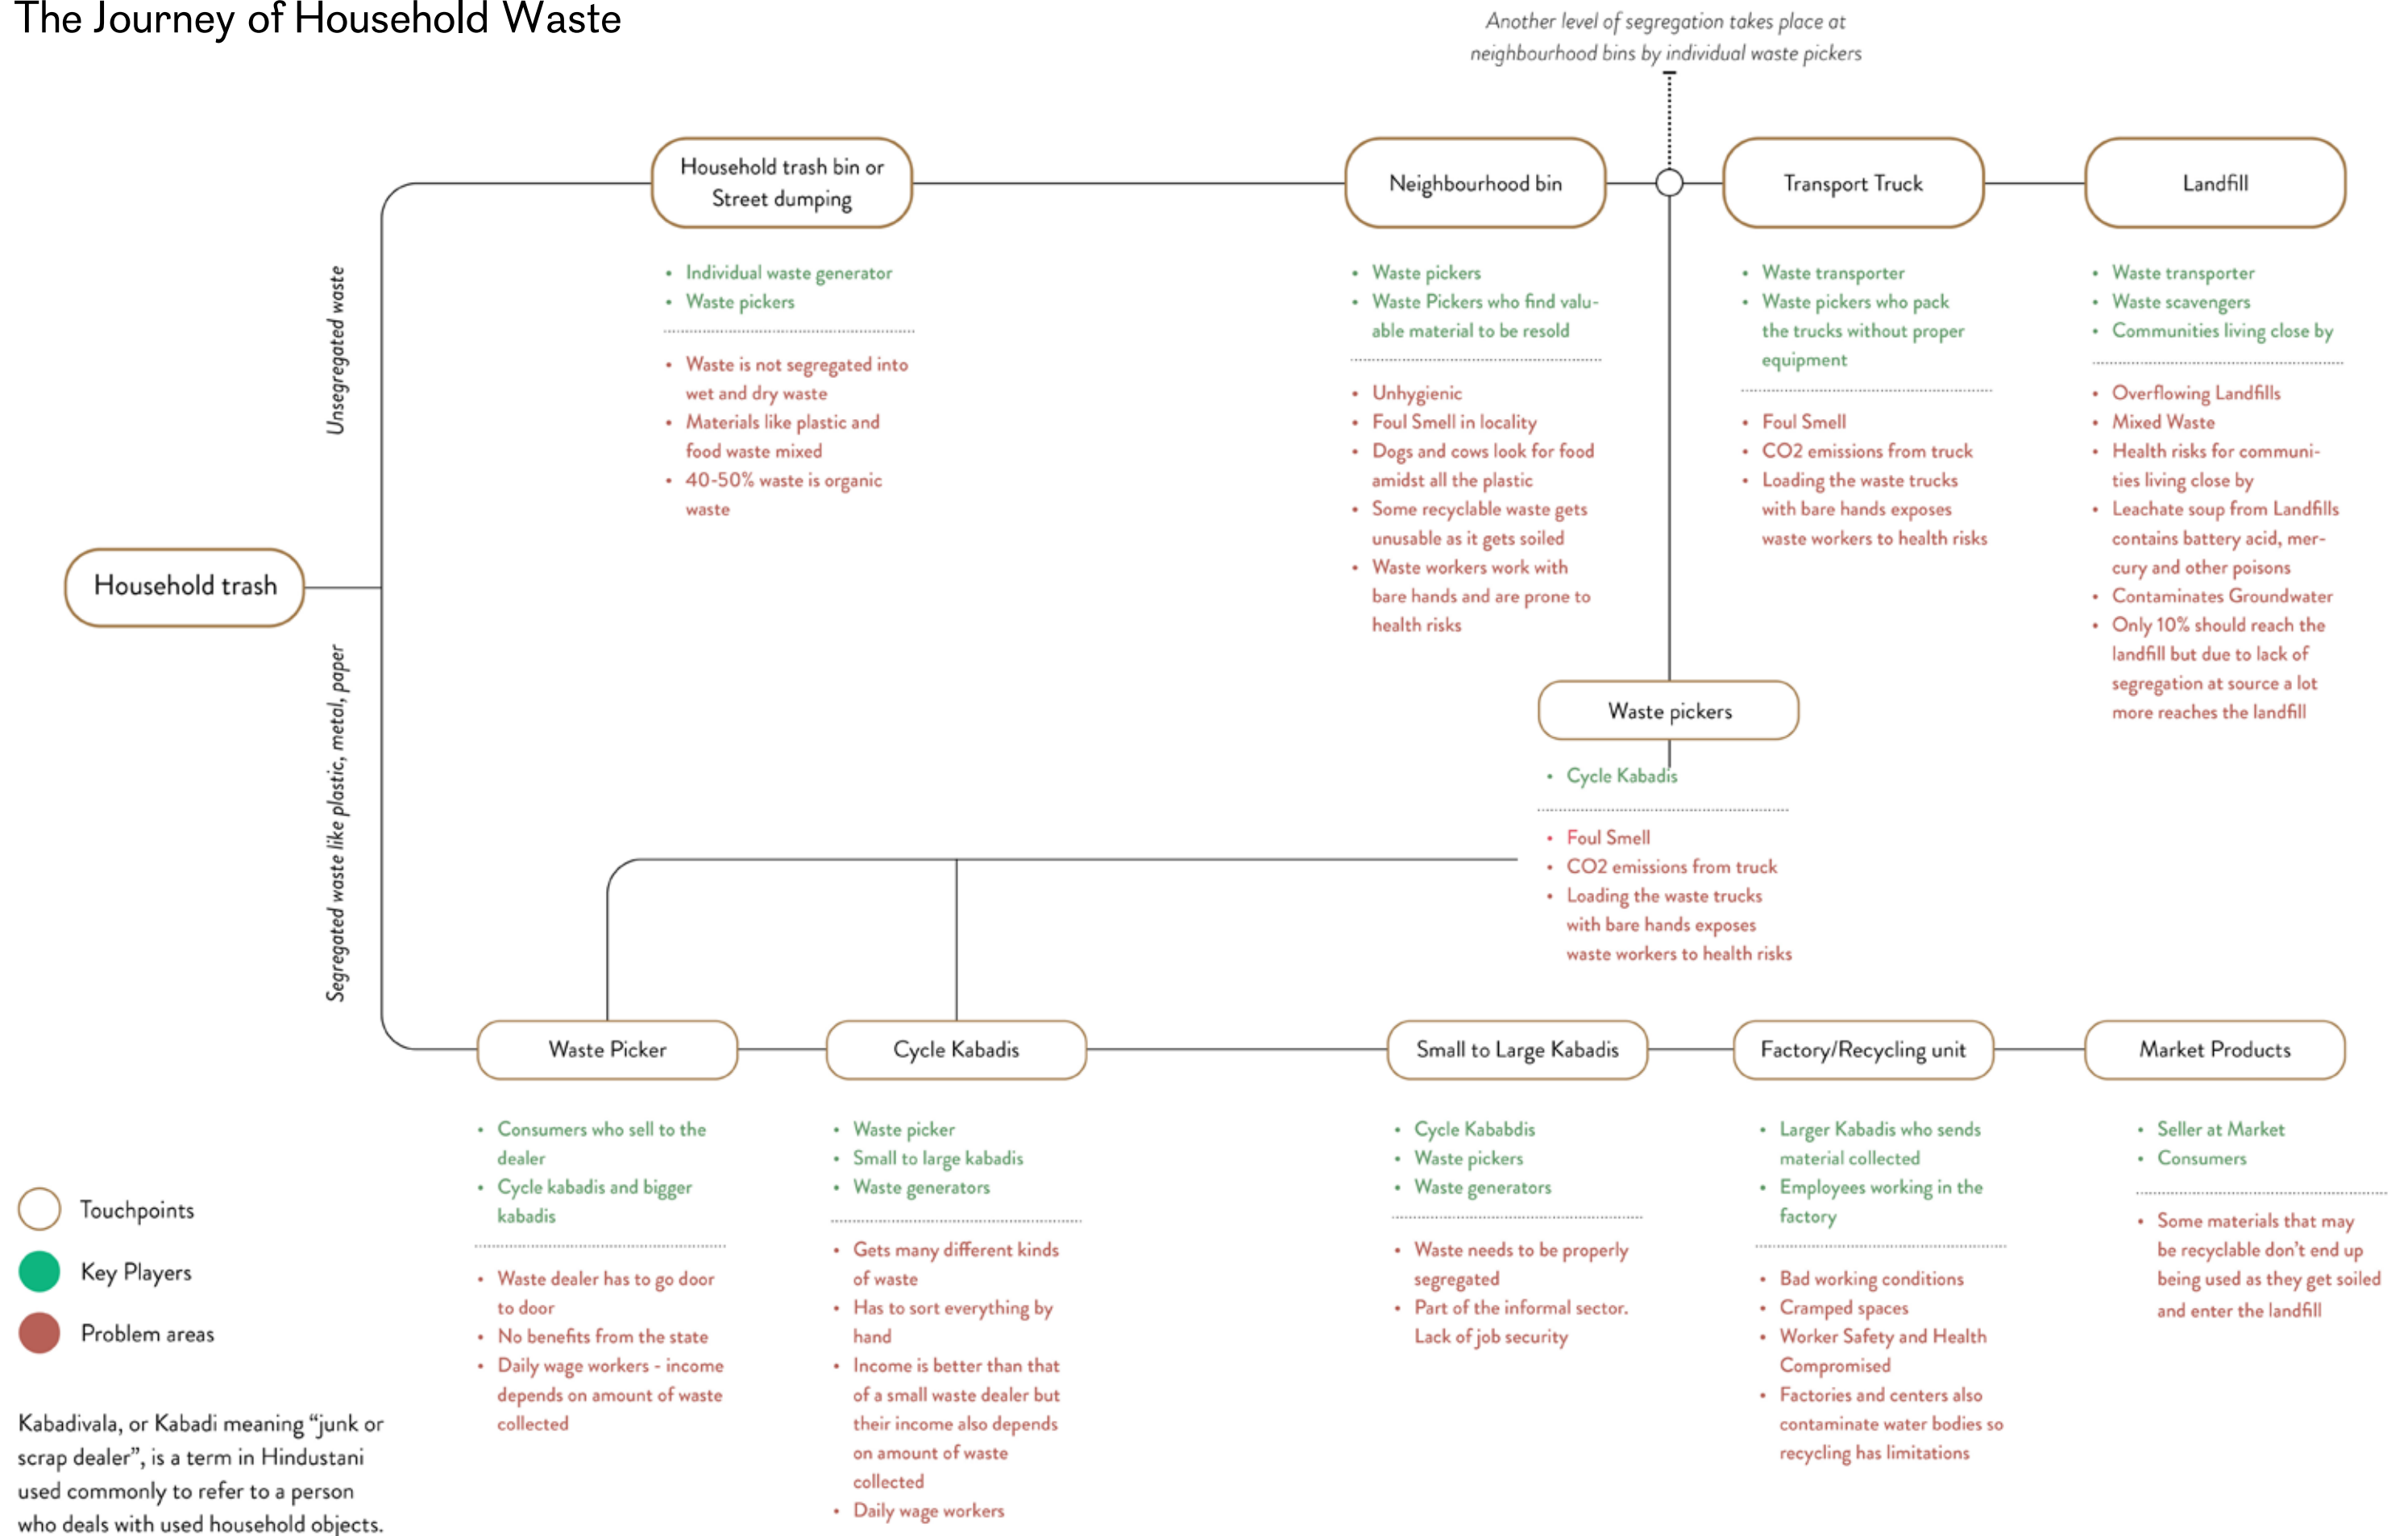 The Journey of Household Waste
Another level of segregation takes place at
neighbourhood bins by individual waste pickers
Unsegregated waste
Segregated waste like plastic, metal, paper
Household trash
Household trash bin or
Street dumping
• Individual waste generator
• Waste pickers
• Waste is not segregated into
wet and dry waste
• Materials like plastic and
food waste mixed
• 40-50% waste is organic
waste
Neighbourhood bin
• Waste pickers
• Waste Pickers who find valu-
able material to be resold
• Unhygienic
• Foul Smell in locality
• Dogs and cows look for food
amidst all the plastic
• Some recyclable waste gets
unusable as it gets soiled
• Waste workers work with
bare hands and are prone to
health risks
Transport Truck
• Waste transporter
• Waste pickers who pack
the trucks without proper
equipment
• Foul Smell
• CO2 emissions from truck
• Loading the waste trucks
with bare hands exposes
waste workers to health risks
Landfill
• Waste transporter
• Waste scavengers
• Communities living close by
• Overflowing Landfills
• Mixed Waste
• Health risks for communi-
ties living close by
• Leachate soup from Landfills
contains battery acid, mer-
cury and other poisons
• Contaminates Groundwater
• Only 10% should reach the
landfill but due to lack of
segregation at source a lot
more reaches the landfill
Waste pickers
• Cycle Kabadis
• Foul Smell
• CO2 emissions from truck
• Loading the waste trucks
with bare hands exposes
waste workers to health risks
Waste Picker
• Consumers who sell to the
dealer
• Cycle kabadis and bigger
kabadis
• Waste dealer has to go door
to door
• No benefits from the state
• Daily wage workers - income
depends on amount of waste
collected
Cycle Kabadis
• Waste picker
• Small to large kabadis
• Waste generators
• Gets many different kinds
of waste
• Has to sort everything by
hand
• Income is better than that
of a small waste dealer but
their income also depends
on amount of waste
collected
• Daily wage workers
Small to Large Kabadis
• Cycle Kababdis
• Waste pickers
• Waste generators
• Waste needs to be properly
segregated
• Part of the informal sector.
Lack of job security
Factory/Recycling unit
• Larger Kabadis who sends
material collected
• Employees working in the
factory
• Bad working conditions
• Cramped spaces
• Worker Safety and Health
Compromised
• Factories and centers also
contaminate water bodies so
recycling has limitations
Market Products
• Seller at Market
• Consumers
• Some materials that may
be recyclable don't end up
being used as they get soiled
and enter the landfill
Touchpoints
Key Players
Problem areas
Kabadivala, or Kabadi meaning “junk or
scrap dealer”, is a term in Hindustani
used commonly to refer to a person
who deals with used household objects.